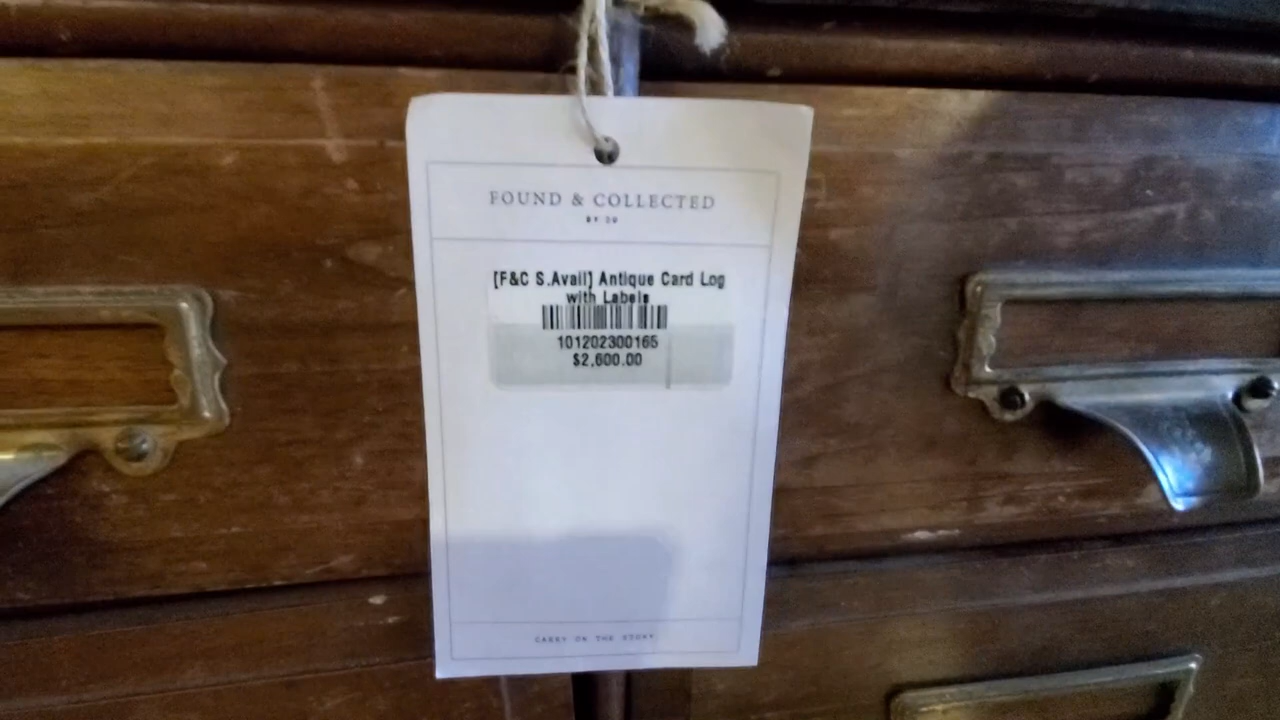 FOUND & COLLECTED
[F&C S.Avail] Antique Card Log
with Labels
101202300165
$2,600.00
CARRY ON THE STORY